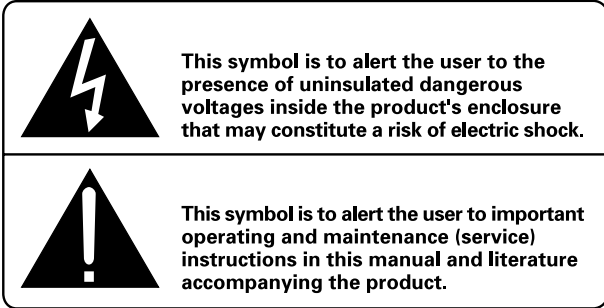 This symbol is to alert the user to the
presence of uninsulated dangerous
voltages inside the product's enclosure
that may constitute a risk of electric shock.
This symbol is to alert the user to important
operating and maintenance (service)
instructions in this manual and literature
accompanying the product.